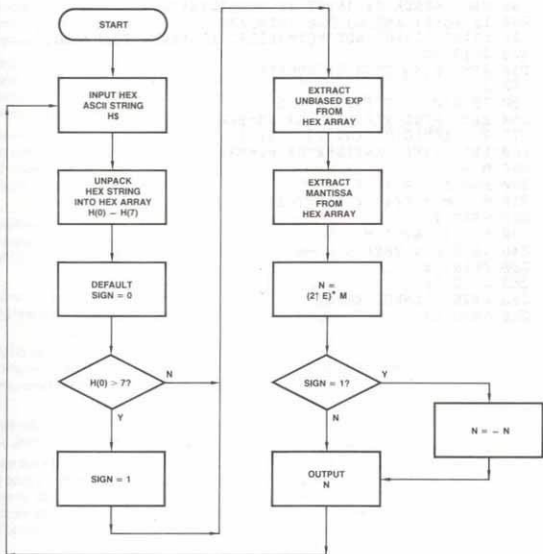 START
INPUT HEX
ASCII STRING
H$
UNPACK
HEX STRING
INTO HEX ARRAY
H(0) – H(7)
DEFAULT
SIGN = 0
H(0) > 7?
N
Y
SIGN = 1
EXTRACT
UNBIASED EXP
FROM
HEX ARRAY
EXTRACT
MANTISSA
FROM
HEX ARRAY
N =
(2↑ E)* M
SIGN = 1?
Y
N
N = – N
OUTPUT
N